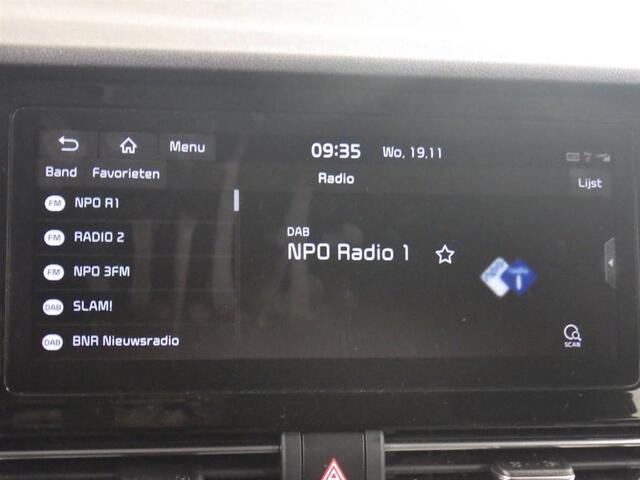 Menu
09:35 Wo, 19.11
Band Favorieten
Radio
Lijst
FM NPO R1
FM RADIO 2
FM NPO 3FM
DAB SLAM!
DAB BNR Nieuwsradio
DAB
NPO Radio 1
SCAN